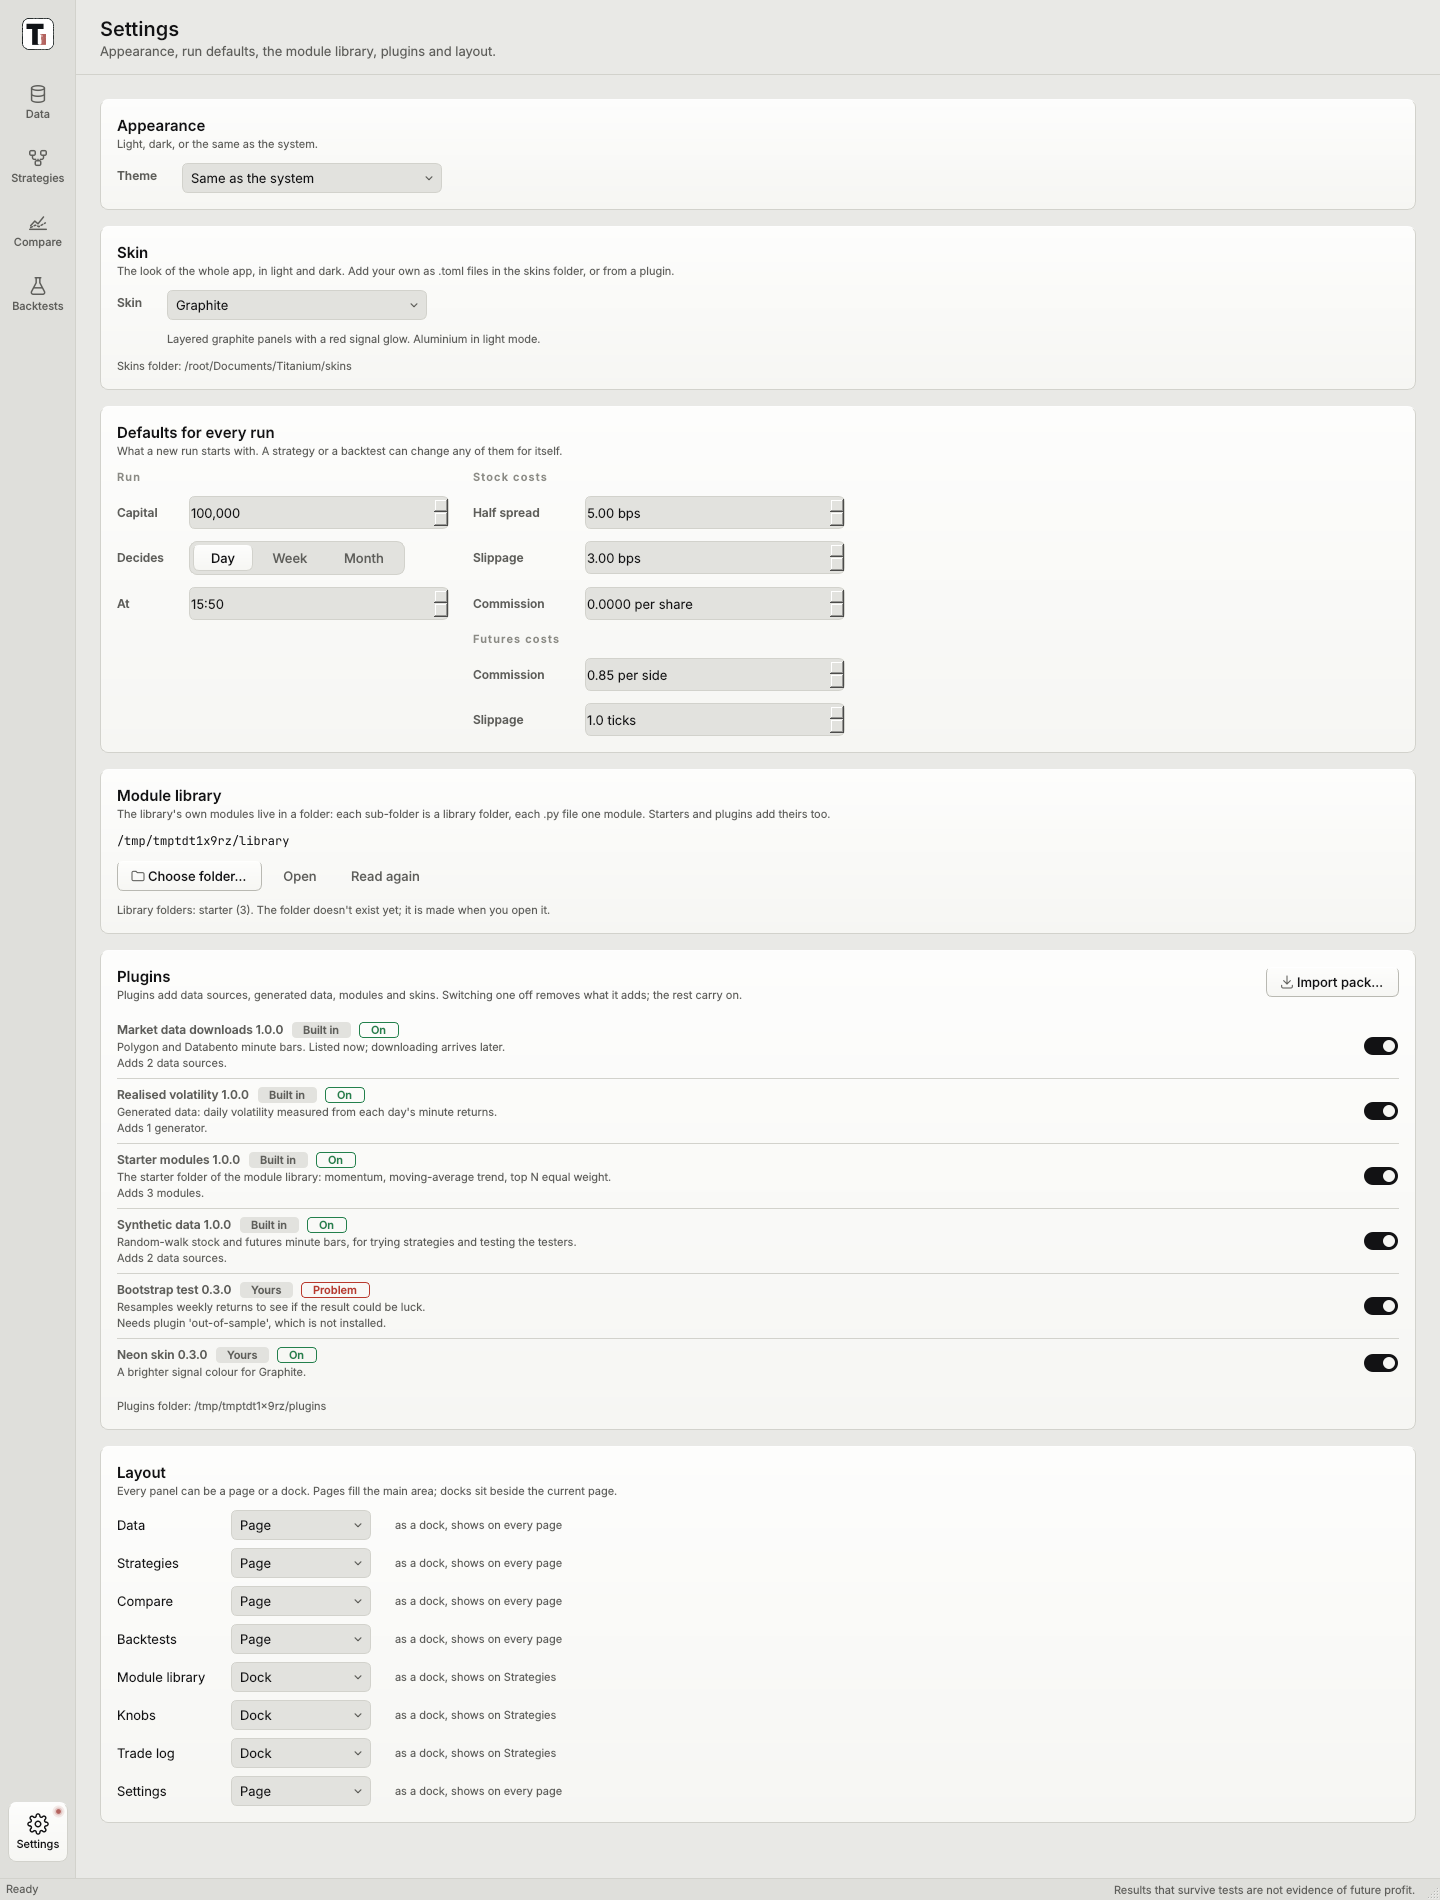 Ti
Settings
Appearance, run defaults, the module library, plugins and layout.
Data
Strategies
Compare
Backtests
Appearance
Light, dark, or the same as the system.
Theme
Same as the system
Skin
The look of the whole app, in light and dark. Add your own as .toml files in the skins folder, or from a plugin.
Skin
Graphite
Layered graphite panels with a red signal glow. Aluminium in light mode.
Skins folder: /root/Documents/Titanium/skins
Defaults for every run
What a new run starts with. A strategy or a backtest can change any of them for itself.
Run
Stock costs
Capital
100,000
Half spread
5.00 bps
Decides
Day
Week
Month
Slippage
3.00 bps
At
15:50
Commission
0.0000 per share
Futures costs
Commission
0.85 per side
Slippage
1.0 ticks
Module library
The library's own modules live in a folder: each sub-folder is a library folder, each .py file one module. Starters and plugins add theirs too.
/tmp/tmptdt1x9rz/library
Choose folder...
Open
Read again
Library folders: starter (3). The folder doesn't exist yet; it is made when you open it.
Plugins
Plugins add data sources, generated data, modules and skins. Switching one off removes what it adds; the rest carry on.
Import pack...
Market data downloads 1.0.0 Built in On
Polygon and Databento minute bars. Listed now; downloading arrives later.
Adds 2 data sources.
Realised volatility 1.0.0 Built in On
Generated data: daily volatility measured from each day's minute returns.
Adds 1 generator.
Starter modules 1.0.0 Built in On
The starter folder of the module library: momentum, moving-average trend, top N equal weight.
Adds 3 modules.
Synthetic data 1.0.0 Built in On
Random-walk stock and futures minute bars, for trying strategies and testing the testers.
Adds 2 data sources.
Bootstrap test 0.3.0 Yours Problem
Resamples weekly returns to see if the result could be luck.
Needs plugin 'out-of-sample', which is not installed.
Neon skin 0.3.0 Yours On
A brighter signal colour for Graphite.
Plugins folder: /tmp/tmptdt1x9rz/plugins
Layout
Every panel can be a page or a dock. Pages fill the main area; docks sit beside the current page.
Data Page as a dock, shows on every page
Strategies Page as a dock, shows on every page
Compare Page as a dock, shows on every page
Backtests Page as a dock, shows on every page
Module library Dock as a dock, shows on Strategies
Knobs Dock as a dock, shows on Strategies
Trade log Dock as a dock, shows on Strategies
Settings Page as a dock, shows on every page
Settings
Ready
Results that survive tests are not evidence of future profit.